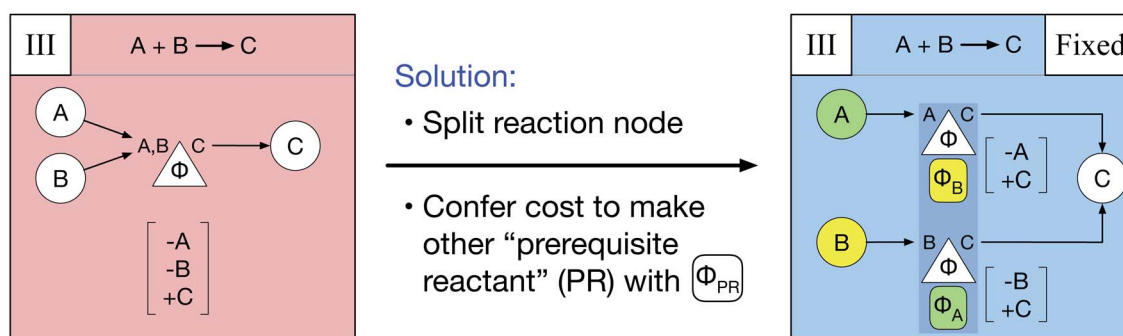 III
A + B → C
A
B
A,B
C
Φ
C
-A
-B
+C
Solution:
• Split reaction node
• Confer cost to make
other “prerequisite
reactant” (PR) with Φ_PR
III
A + B → C
Fixed
A
A
C
Φ
Φ_B
-A
+C
C
B
B
C
Φ
Φ_A
-B
+C